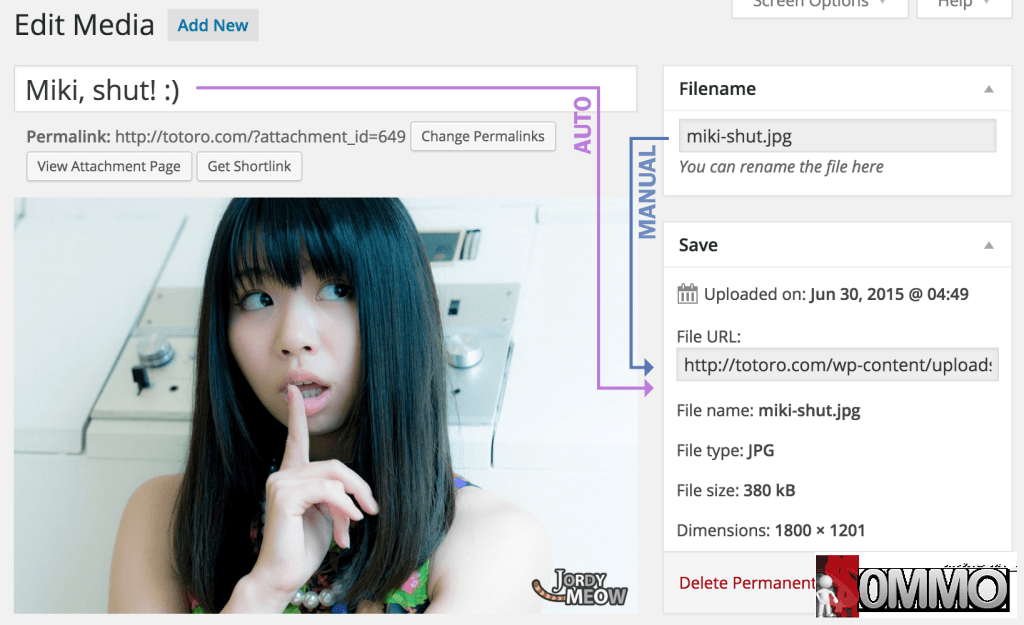 Screen Options
Help
Edit Media
Add New
Miki, shut! :)
Permalink: http://totoro.com/?attachment_id=649
Change Permalinks
View Attachment Page
Get Shortlink
AUTO
MANUAL
Filename
miki-shut.jpg
You can rename the file here
Save
Uploaded on: Jun 30, 2015 @ 04:49
File URL:
http://totoro.com/wp-content/uploads
File name: miki-shut.jpg
File type: JPG
File size: 380 kB
Dimensions: 1800 × 1201
Delete Permanent
JORDY
MEOW
SOMMO